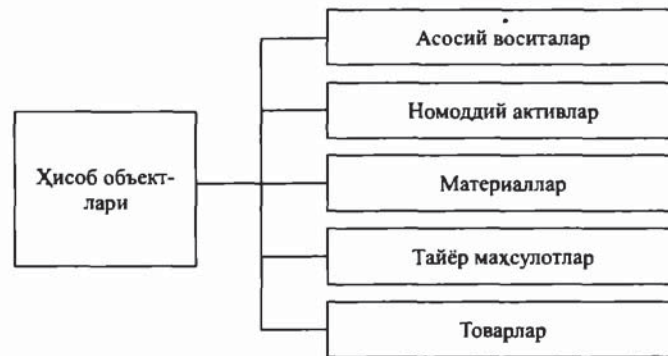 Асосий воситалар
Номоддий активлар
Ҳисоб объект-
лари
Материаллар
Тайёр маҳсулотлар
Товарлар